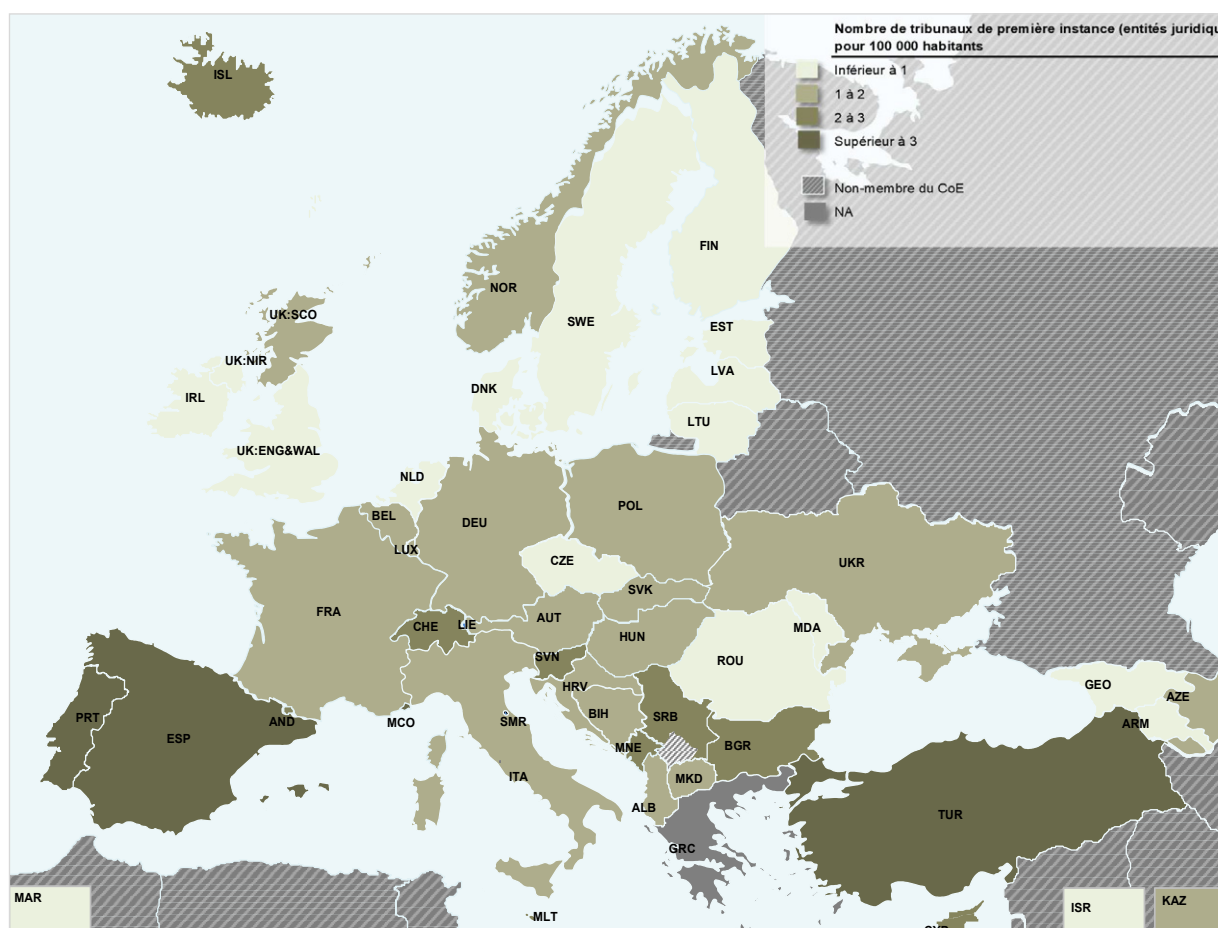 Nombre de tribunaux de première instance (entités juridiqu
pour 100 000 habitants
Inférieur à 1
1 à 2
2 à 3
Supérieur à 3
Non-membre du CoE
NA
ISL
FIN
NOR
UK:SCO
SWE
EST
UK:NIR
LVA
DNK
IRL
LTU
UK:ENG&WAL
NLD
POL
BEL
DEU
LUX
CZE
UKR
SVK
FRA
AUT
CHE
LIE
MDA
HUN
ROU
SVN
GEO
HRV
AZE
BIH
SRB
PRT
AND
MCO
SMR
ARM
ESP
MNE
BGR
ITA
MKD
ALB
TUR
GRC
MAR
KAZ
ISR
MLT